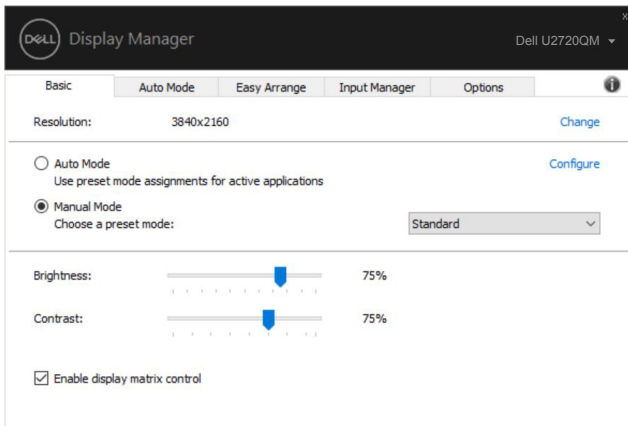 x
DELL Display Manager
Dell U2720QM
Basic
Auto Mode
Easy Arrange
Input Manager
Options
i
Resolution: 3840x2160 Change
Auto Mode Configure
Use preset mode assignments for active applications
Manual Mode
Choose a preset mode: Standard
Brightness: 75%
Contrast: 75%
Enable display matrix control